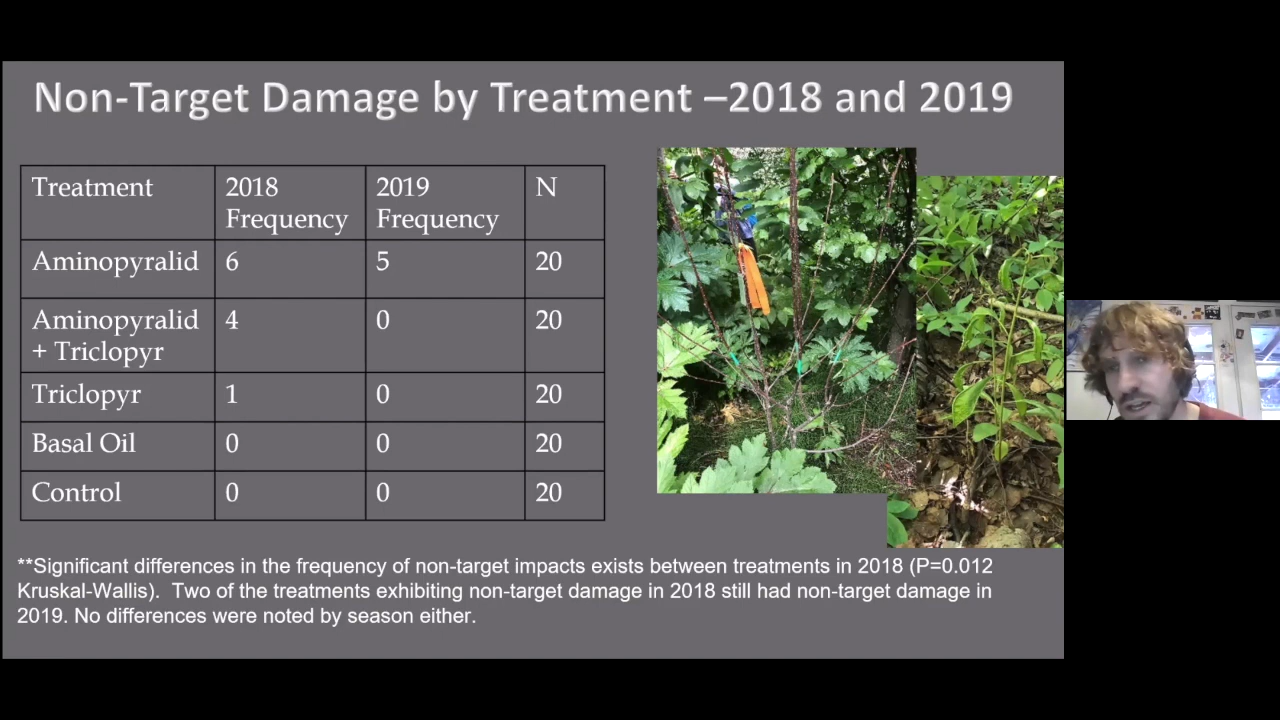 Non-Target Damage by Treatment –2018 and 2019
Treatment 2018 Frequency 2019 Frequency N
Aminopyralid 6 5 20
Aminopyralid + Triclopyr 4 0 20
Triclopyr 1 0 20
Basal Oil 0 0 20
Control 0 0 20
**Significant differences in the frequency of non-target impacts exists between treatments in 2018 (P=0.012
Kruskal-Wallis). Two of the treatments exhibiting non-target damage in 2018 still had non-target damage in
2019. No differences were noted by season either.